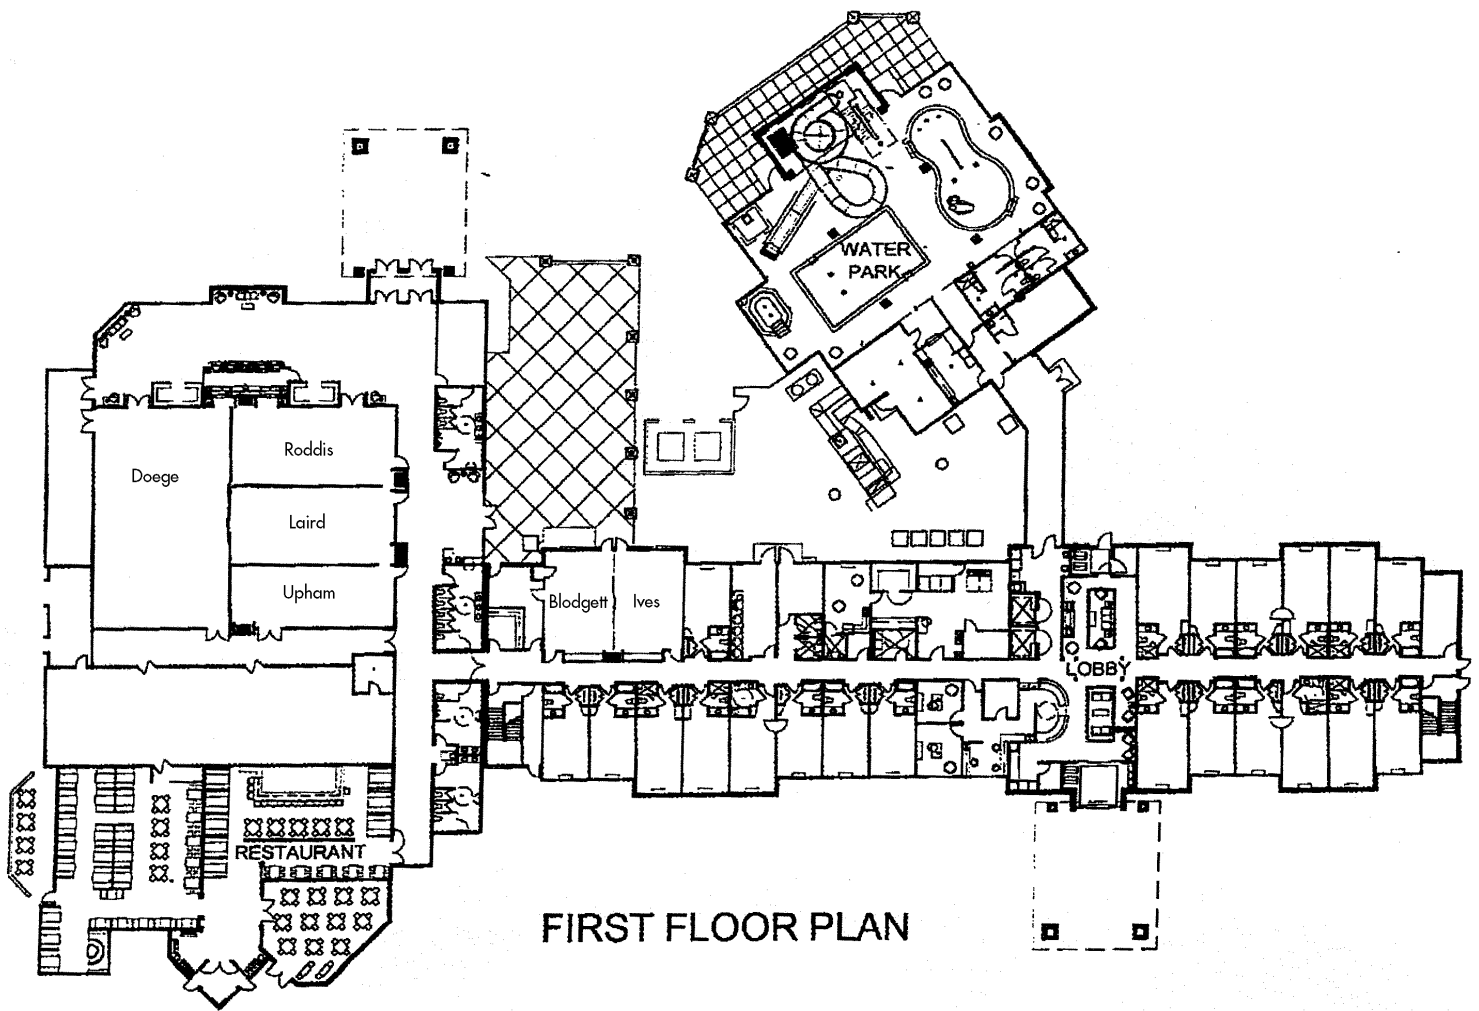 WATER
PARK
Roddis
Doege
Laird
Upham
Blodgett
Ives
LOBBY
RESTAURANT
FIRST FLOOR PLAN